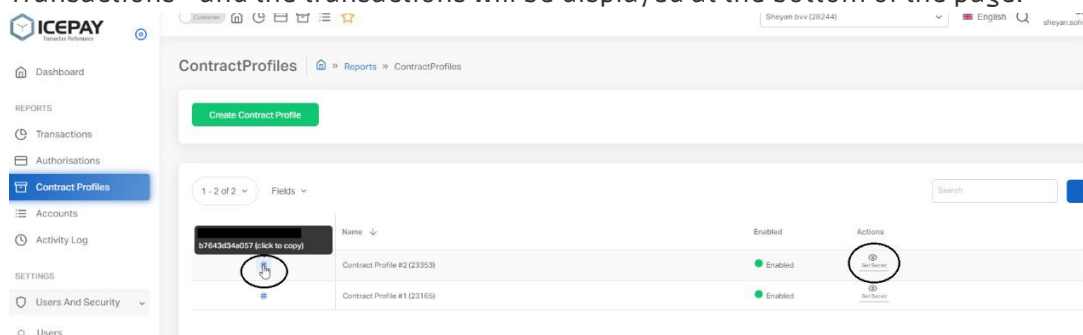 Transactions" and the transactions will be displayed at the bottom of the page.
ICEPAY
Transaction Performance
Customer
Sheyan bvv (28244)
English
Dashboard
ContractProfiles
» Reports » ContractProfiles
REPORTS
Create Contract Profile
Transactions
Authorisations
Contract Profiles
1 - 2 of 2
Fields
Search
Accounts
Activity Log
Name
Enabled
Actions
b7643d34a057 (click to copy)
Contract Profile #2 (23353)
Enabled
Get Secret
SETTINGS
# Contract Profile #1 (23165)
Enabled
Get Secret
Users And Security
Users